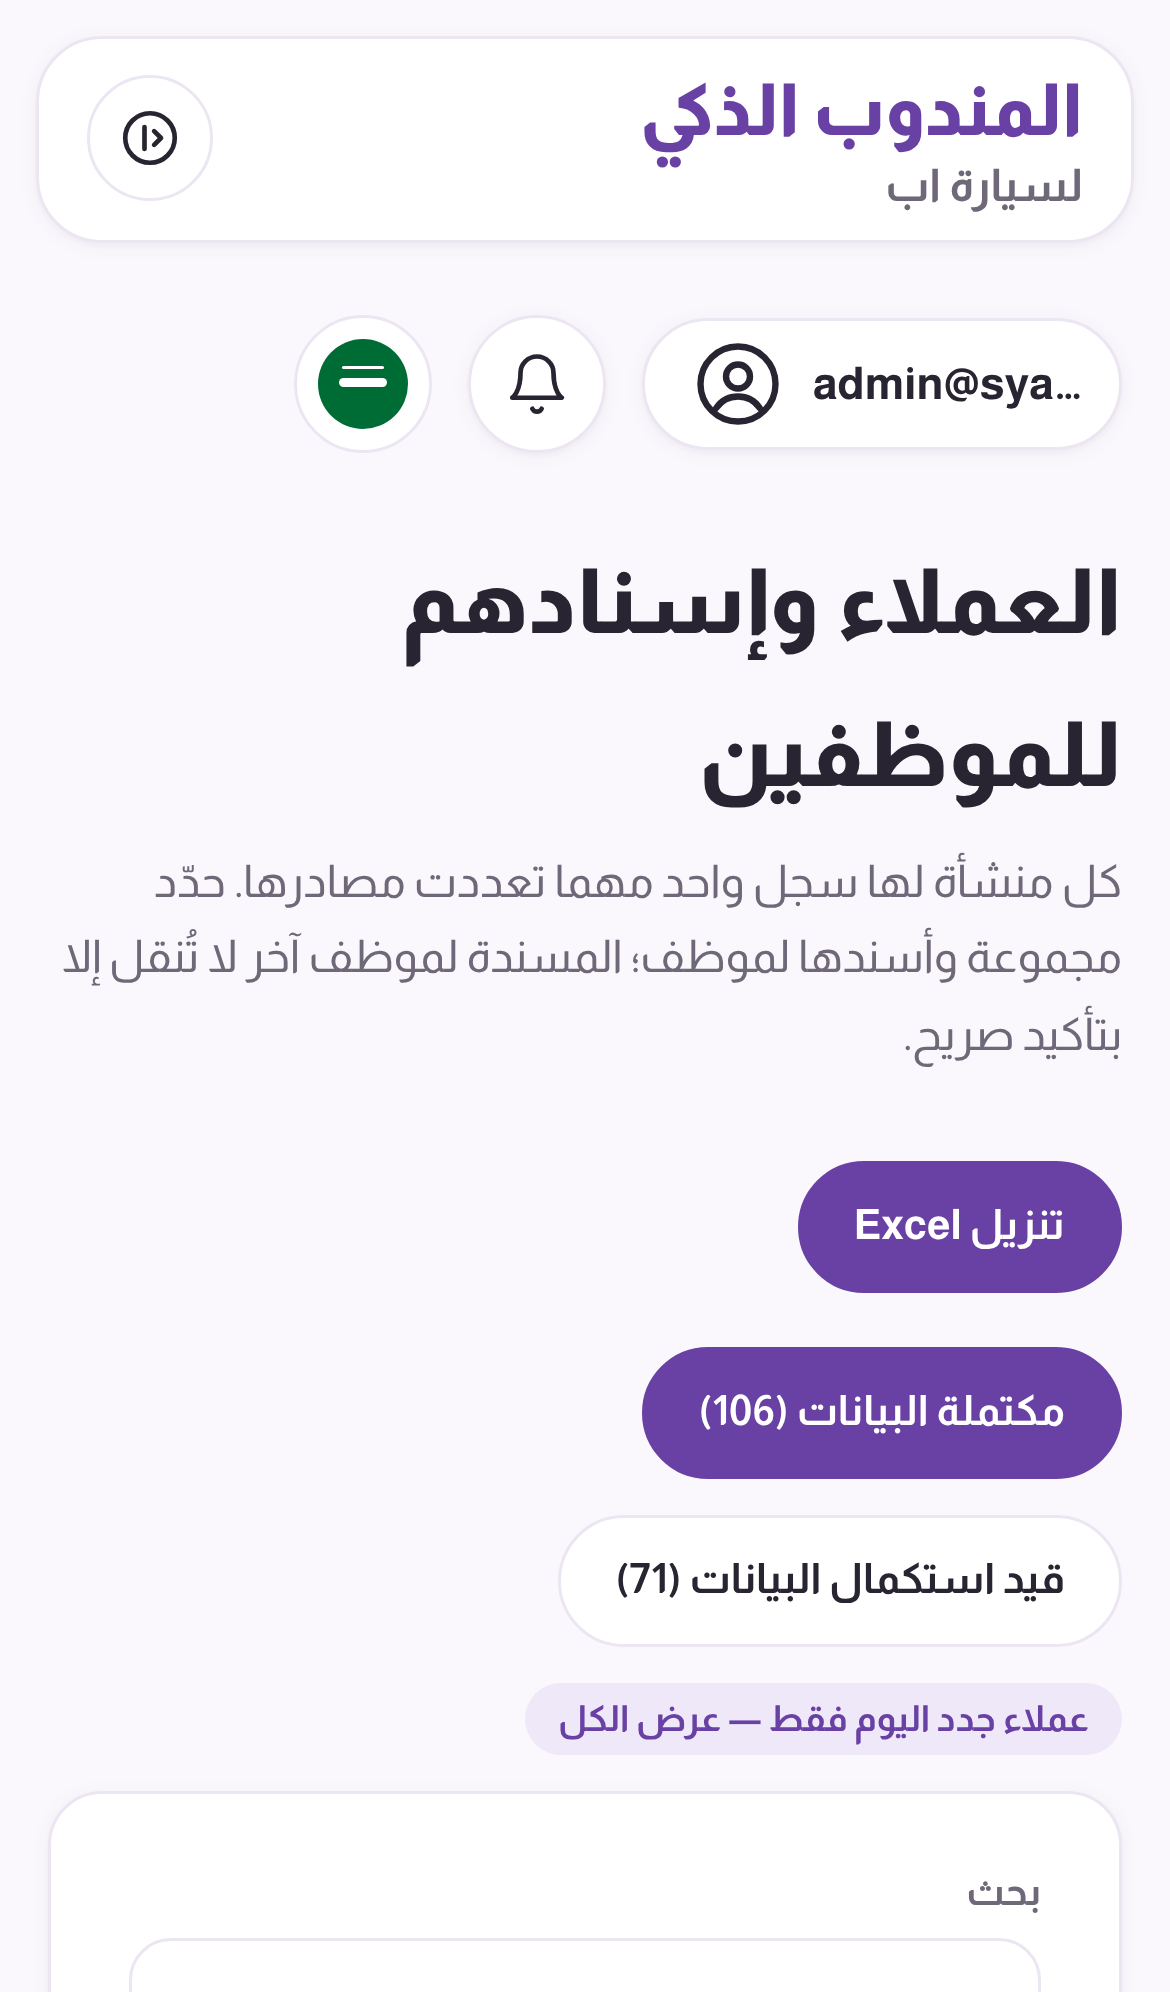 المندوب الذكي
لسيارة اب
admin@sya...
العملاء وإسنادهم
للموظفين
كل منشأة لها سجل واحد مهما تعددت مصادرها. حدّد
مجموعة وأسندها لموظف؛ المسندة لموظف آخر لا تُنقل إلا
بتأكيد صريح.
تنزيل Excel
مكتملة البيانات (106)
قيد استكمال البيانات (71)
عملاء جدد اليوم فقط — عرض الكل
بحث